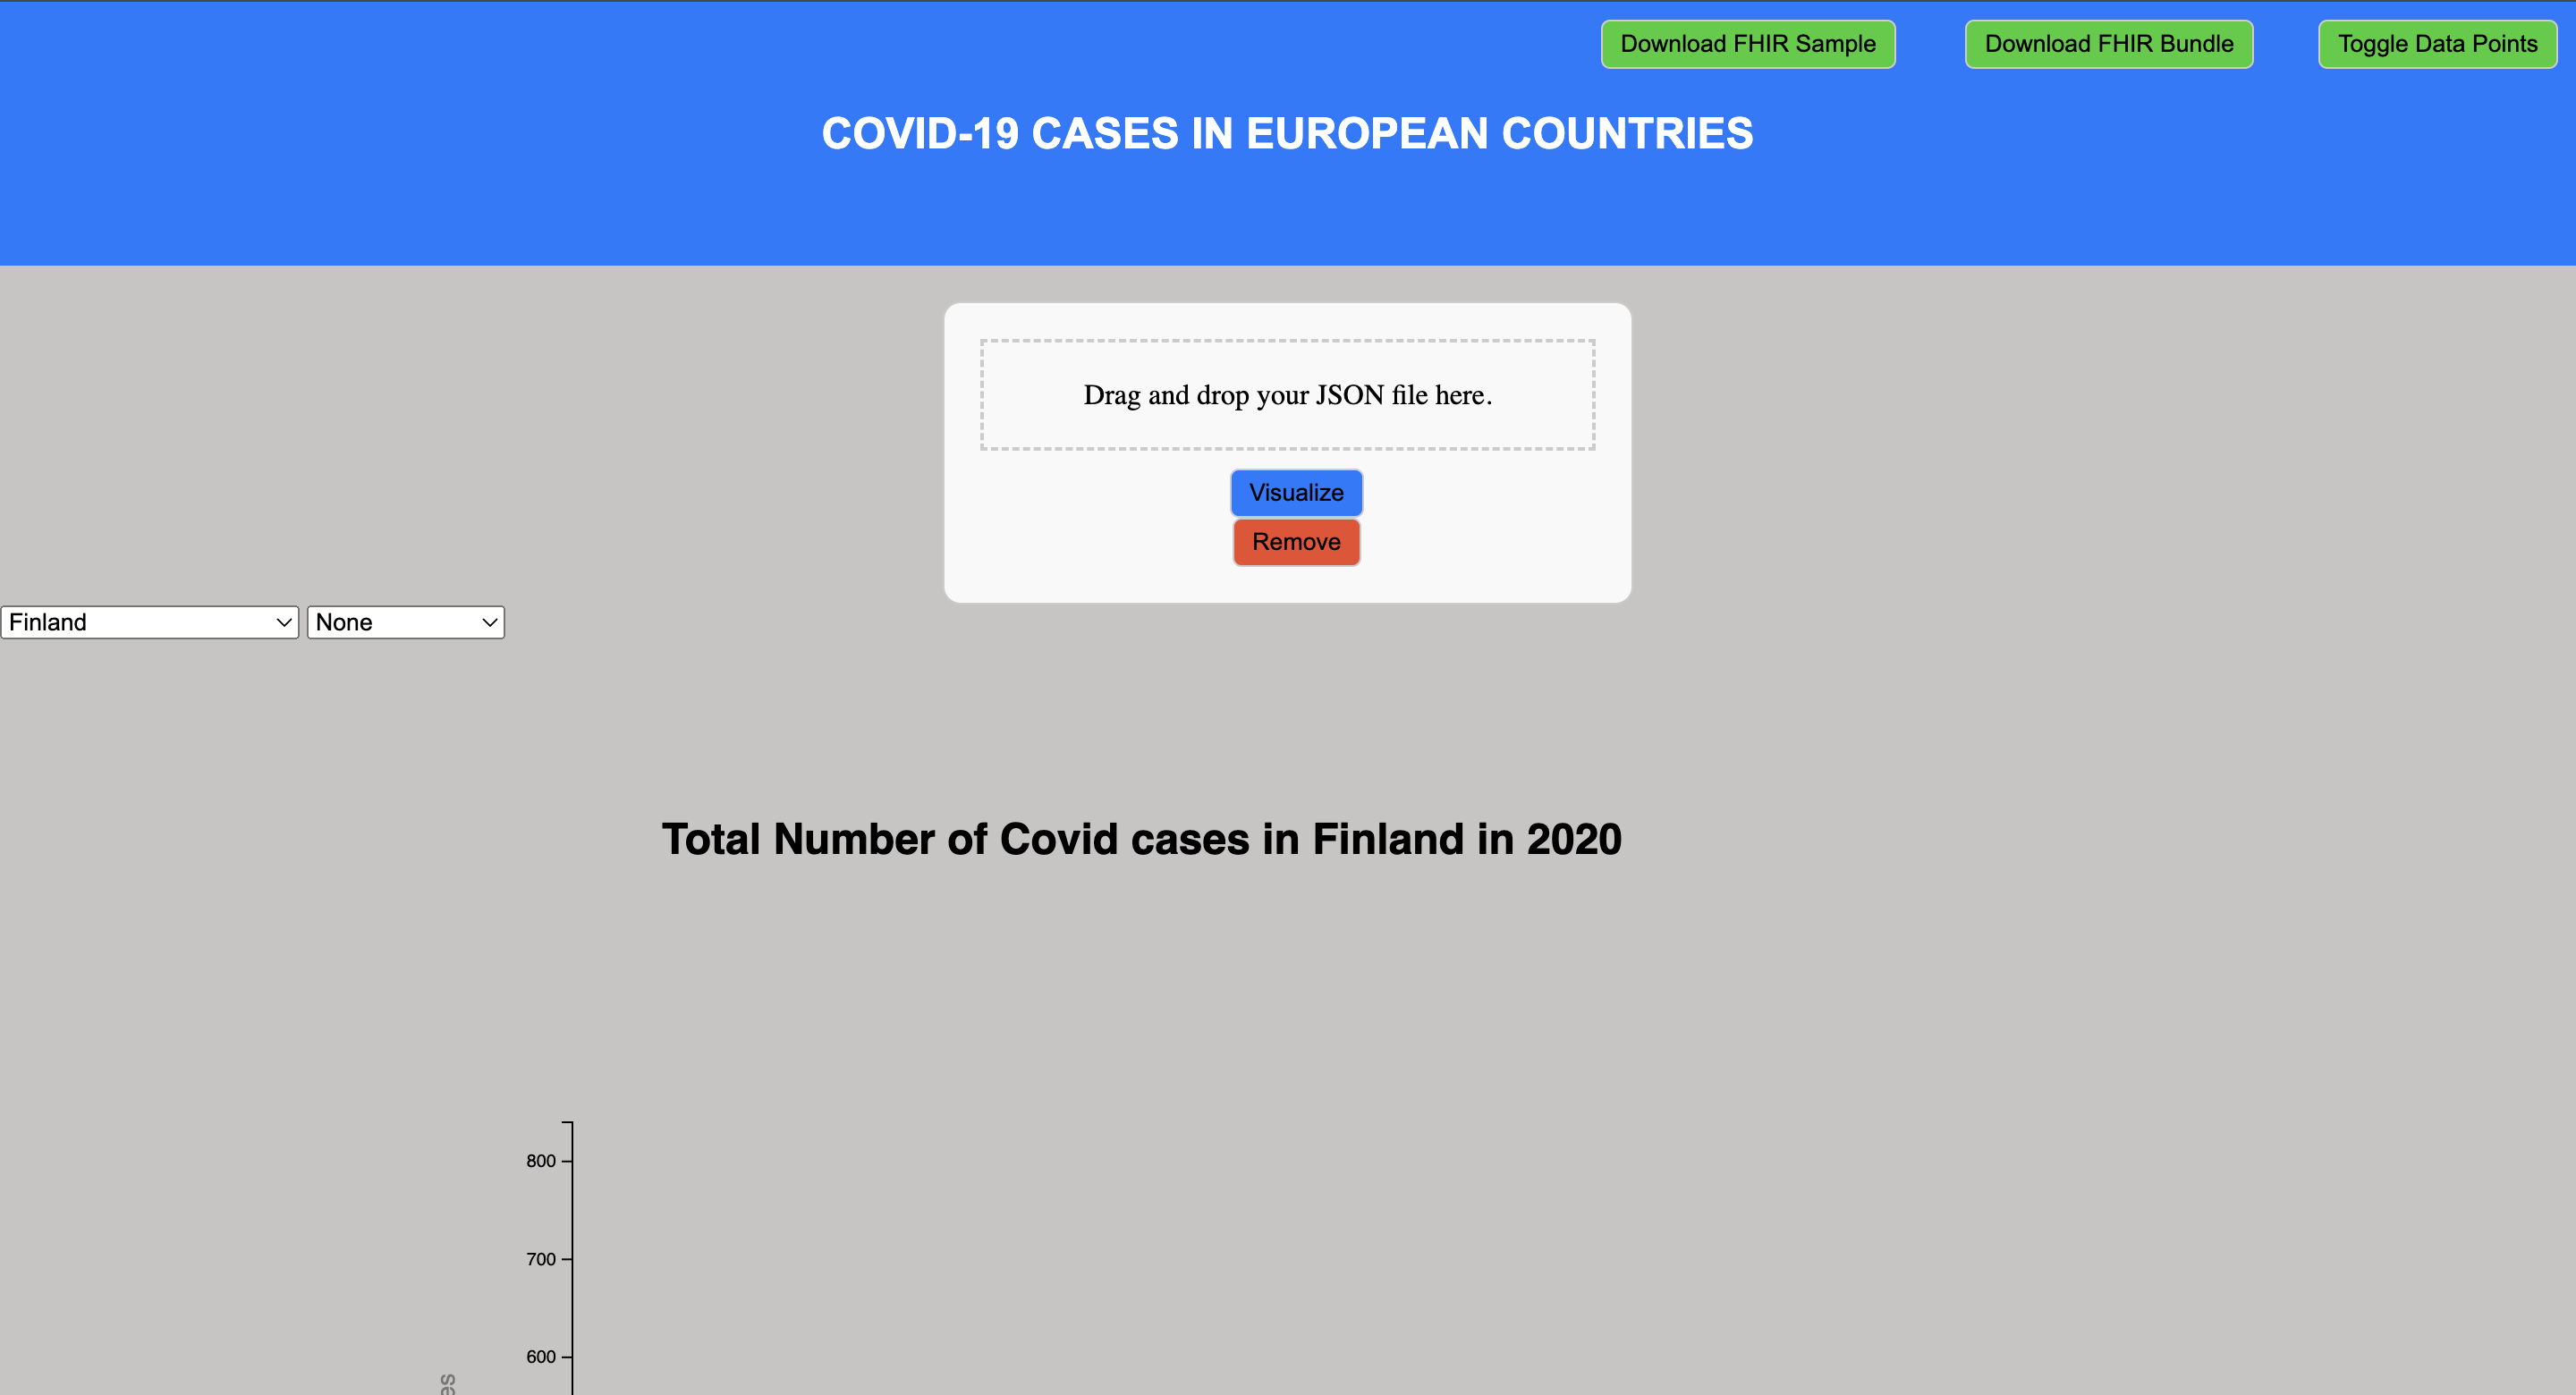 Download FHIR Sample
Download FHIR Bundle
Toggle Data Points
COVID-19 CASES IN EUROPEAN COUNTRIES
Drag and drop your JSON file here.
Visualize
Remove
Finland
None
Total Number of Covid cases in Finland in 2020
800
700
600